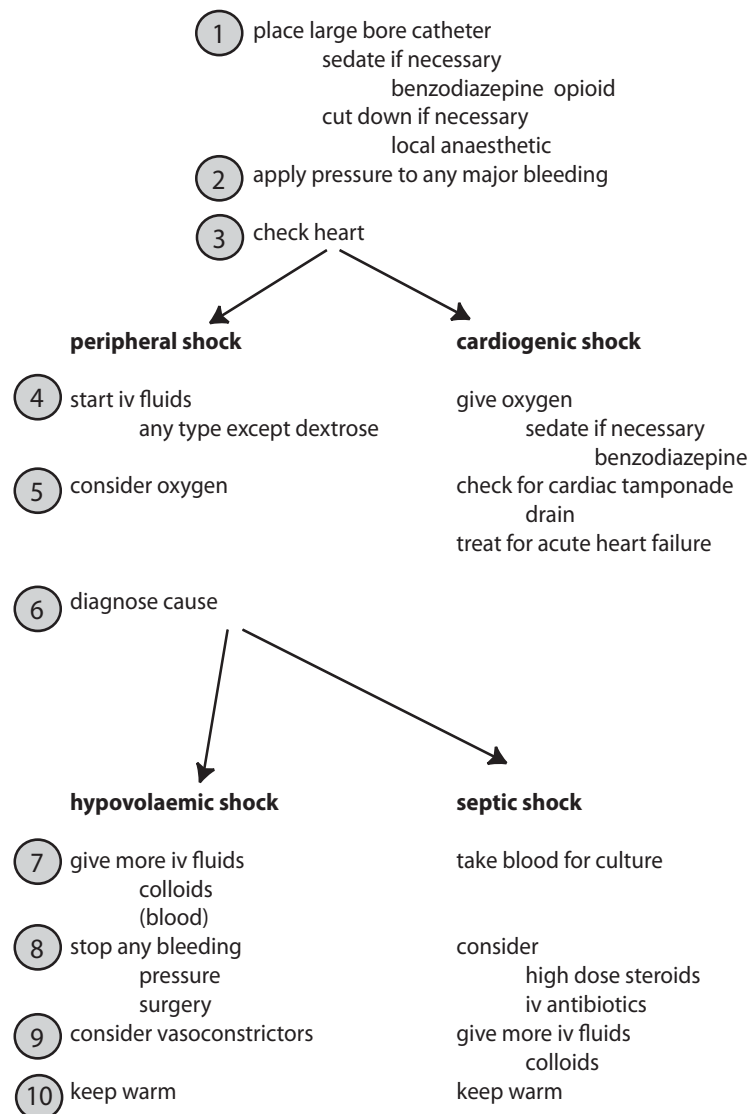 1 place large bore catheter
sedate if necessary
benzodiazepine opioid
cut down if necessary
local anaesthetic
2 apply pressure to any major bleeding
3 check heart
peripheral shock
4 start iv fluids
any type except dextrose
5 consider oxygen
cardiogenic shock
give oxygen
sedate if necessary
benzodiazepine
check for cardiac tamponade
drain
treat for acute heart failure
6 diagnose cause
hypovolaemic shock
7 give more iv fluids
colloids
(blood)
8 stop any bleeding
pressure
surgery
9 consider vasoconstrictors
10 keep warm
septic shock
take blood for culture
consider
high dose steroids
iv antibiotics
give more iv fluids
colloids
keep warm